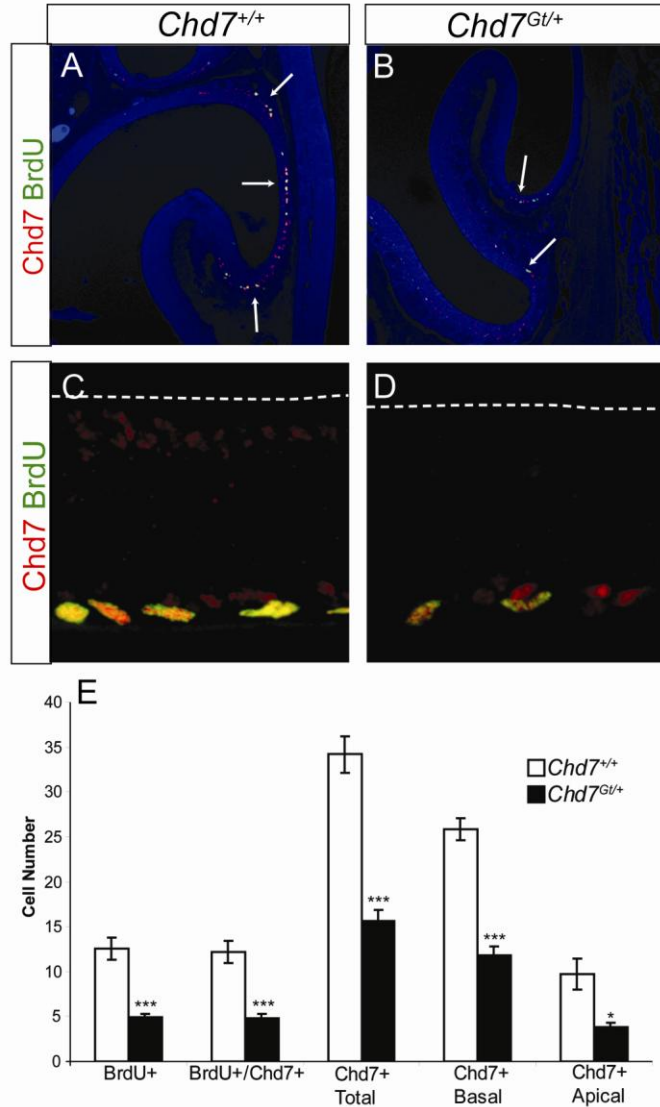 Chd7+/+
Chd7Gt/+
Chd7 BrdU
A
B
Chd7 BrdU
C
D
E
40
35
30
25
20
15
10
5
0
Cell Number
Chd7+/+
Chd7Gt/+
***
***
***
***
*
BrdU+
BrdU+/Chd7+
Chd7+
Total
Chd7+
Basal
Chd7+
Apical